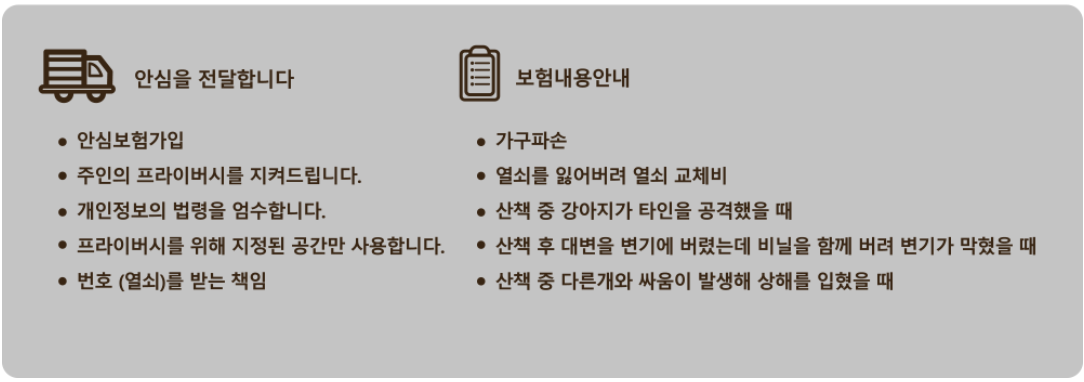 안심을 전달합니다
• 안심보험가입
• 주인의 프라이버시를 지켜드립니다.
• 개인정보의 법령을 엄수합니다.
• 프라이버시를 위해 지정된 공간만 사용합니다.
• 번호 (열쇠)를 받는 책임
보험내용안내
• 가구파손
• 열쇠를 잃어버려 열쇠 교체비
• 산책 중 강아지가 타인을 공격했을 때
• 산책 후 대변을 변기에 버렸는데 비닐을 함께 버려 변기가 막혔을 때
• 산책 중 다른개와 싸움이 발생해 상해를 입혔을 때